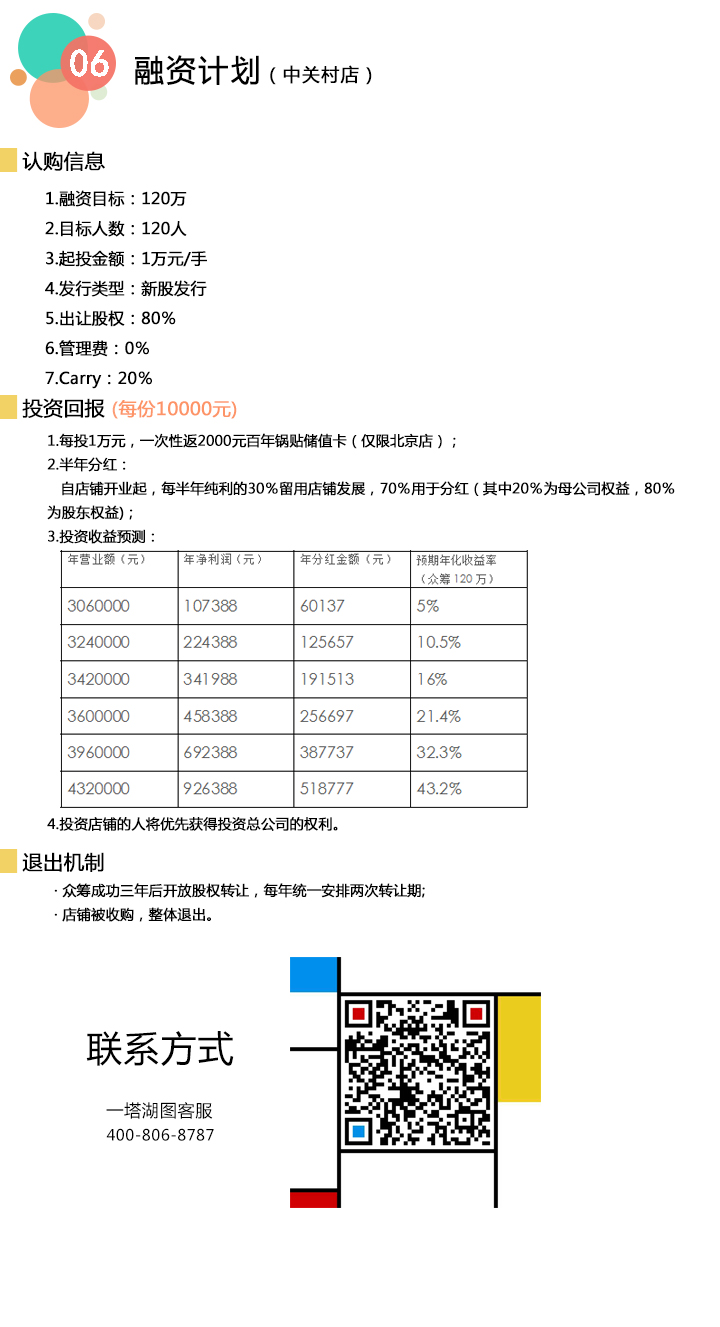 06
融资计划（中关村店）
认购信息
1.融资目标：120万
2.目标人数：120人
3.起投金额：1万元/手
4.发行类型：新股发行
5.出让股权：80%
6.管理费：0%
7.Carry：20%
投资回报 (每份10000元)
1.每投1万元，一次性返2000元百年锅贴储值卡（仅限北京店）；
2.半年分红：
自店铺开业起，每半年纯利的30%留用店铺发展，70%用于分红（其中20%为母公司权益，80%
为股东权益)；
3.投资收益预测：
年营业额（元） 年净利润（元） 年分红金额（元） 预期年化收益率
（众筹 120 万）
3060000 107388 60137 5%
3240000 224388 125657 10.5%
3420000 341988 191513 16%
3600000 458388 256697 21.4%
3960000 692388 387737 32.3%
4320000 926388 518777 43.2%
4.投资店铺的人将优先获得投资总公司的权利。
退出机制
· 众筹成功三年后开放股权转让，每年统一安排两次转让期;
· 店铺被收购，整体退出。
联系方式
一塔湖图客服
400-806-8787